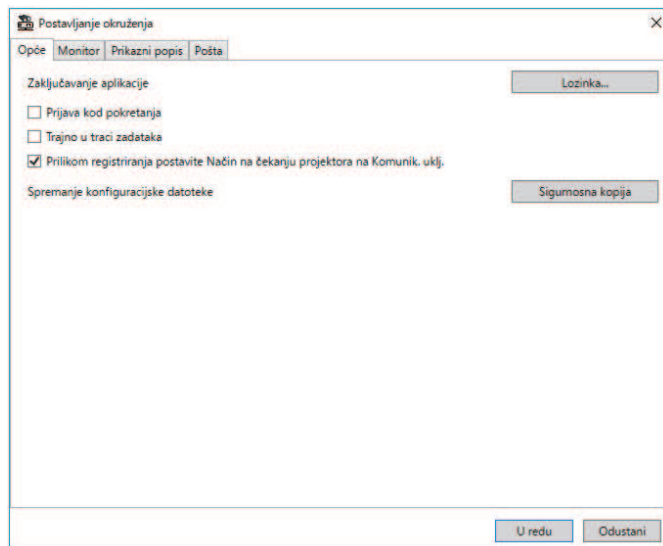 Postavljanje okruženja
Opće Monitor Prikazni popis Pošta
Zaključavanje aplikacije Lozinka...
Prijava kod pokretanja
Trajno u traci zadataka
Prilikom registriranja postavite Način na čekanju projektora na Komunik. uklj.
Spremanje konfiguracijske datoteke Sigurnosna kopija
U redu Odustani